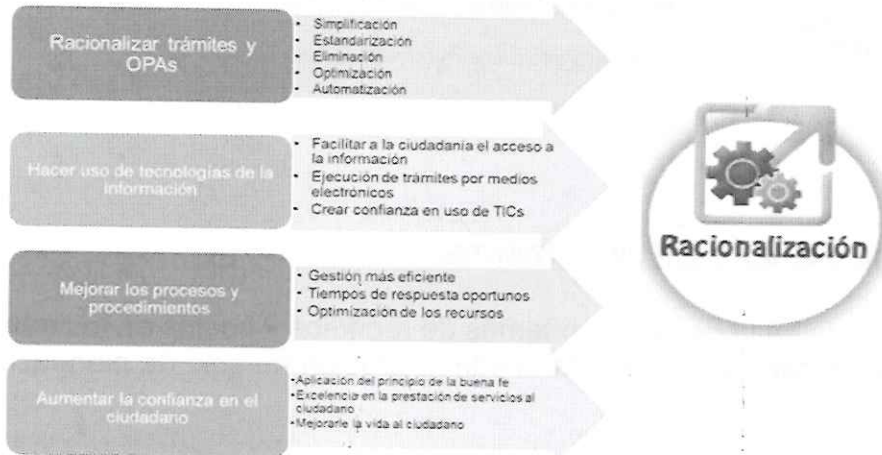 Racionalizar trámites y
OPAs
• Simplificación
• Estandarización
• Eliminación
• Optimización
• Automatización
Hacer uso de tecnologías de la
información
• Facilitar a la ciudadanía el acceso a
la información
• Ejecución de trámites por medios
electrónicos
• Crear confianza en uso de TICs
Mejorar los procesos y
procedimientos
• Gestión más eficiente
• Tiempos de respuesta oportunos
• Optimización de los recursos
Aumentar la confianza en el
ciudadano
• Aplicación del principio de la buena fe
• Excelencia en la prestación de servicios al
ciudadano
• Mejorarle la vida al ciudadano
Racionalización